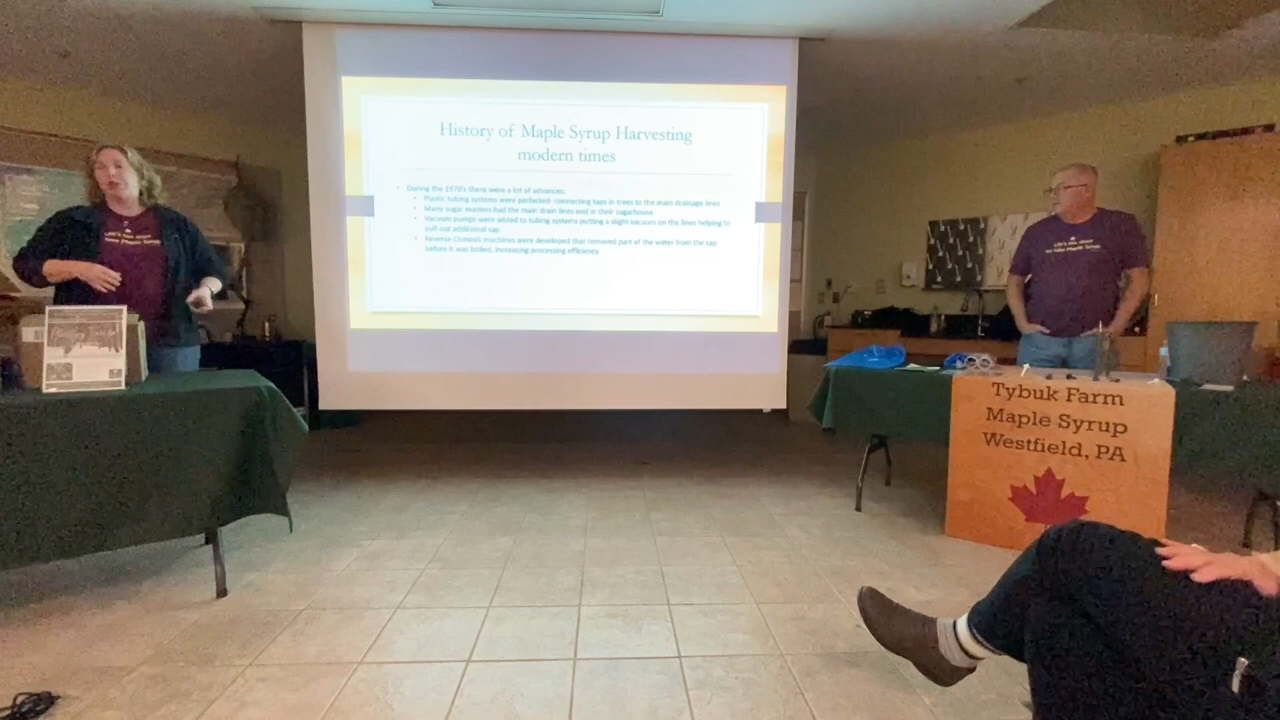 History of Maple Syrup Harvesting
modern times
During the 1970's there were a lot of advances:
Plastic tubing systems were perfected- connecting taps in trees to the main drainage lines
Many sugar masters had the main drain lines end in their sugarhouse
Vacuum pumps were added to tubing systems putting a slight vacuum on the lines helping to
pull out additional sap
Reverse-Osmosis machines were developed that removed part of the water from the sap
before it was boiled, increasing processing efficiency
Tybuk Farm
Maple Syrup
Westfield, PA